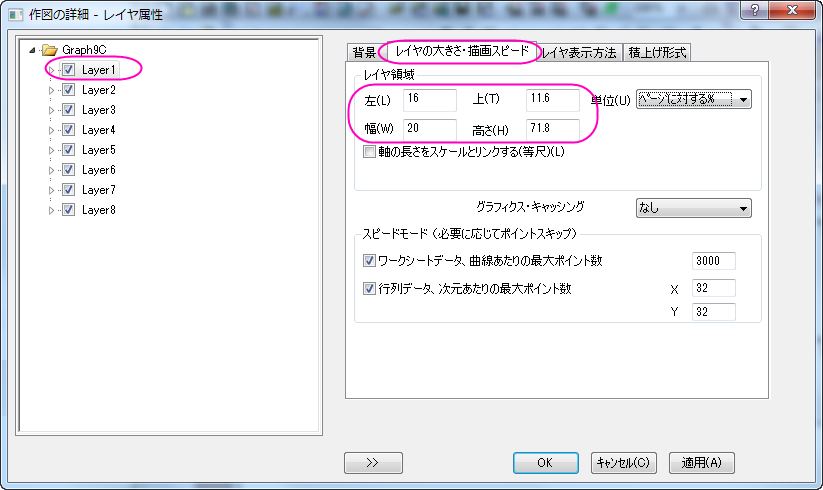 作図の詳細 - レイヤ属性
Graph9C
Layer1
Layer2
Layer3
Layer4
Layer5
Layer6
Layer7
Layer8
背景 レイヤの大きさ・描画スピード レイヤ表示方法 積上げ形式
レイヤ領域
左(L) 16 上(T) 11.6 単位(U) ページに対する%
幅(W) 20 高さ(H) 71.8
軸の長さをスケールとリンクする(等尺)(L)
グラフィクス・キャッシング なし
スピードモード (必要に応じてポイントスキップ)
ワークシートデータ、曲線あたりの最大ポイント数 3000
行列データ、次元あたりの最大ポイント数 X 32
Y 32
>> OK キャンセル(C) 適用(A)